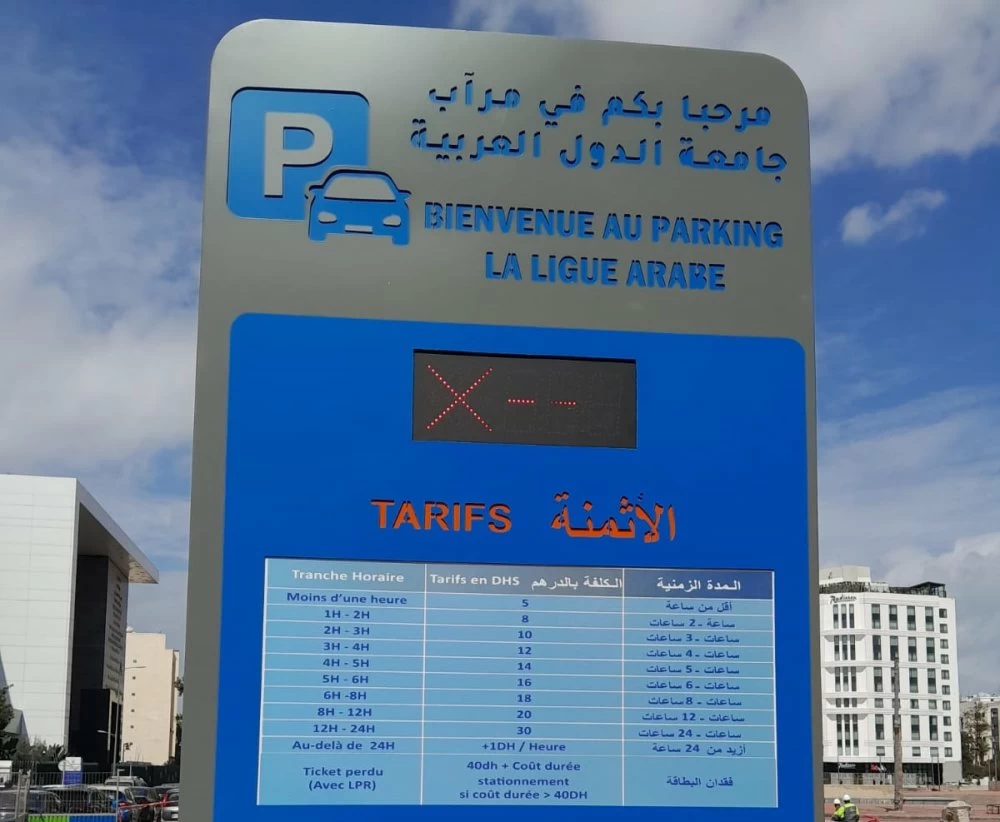 P
مرحبا بكم في مرآب
جامعة الدول العربية
BIENVENUE AU PARKING
LA LIGUE ARABE
X--
TARIFS الأثمنة
Tranche Horaire Tarifs en DHS الكلفة بالدرهم المدة الزمنية
Moins d'une heure 5 أقل من ساعة
1H - 2H 8 ساعة - 2 ساعات
2H - 3H 10 ساعات - 3 ساعات
3H - 4H 12 ساعات - 4 ساعات
4H - 5H 14 ساعات - 5 ساعات
5H - 6H 16 ساعات - 6 ساعات
6H -8H 18 ساعات - 8 ساعات
8H - 12H 20 ساعات - 12 ساعات
12H - 24H 30 ساعات - 24 ساعات
Au-delà de 24H +1DH / Heure أزيد من 24 ساعة
Ticket perdu
(Avec LPR)
40dh + Coût durée
stationnement
si coût durée > 40DH
فقدان البطاقة
Radisson